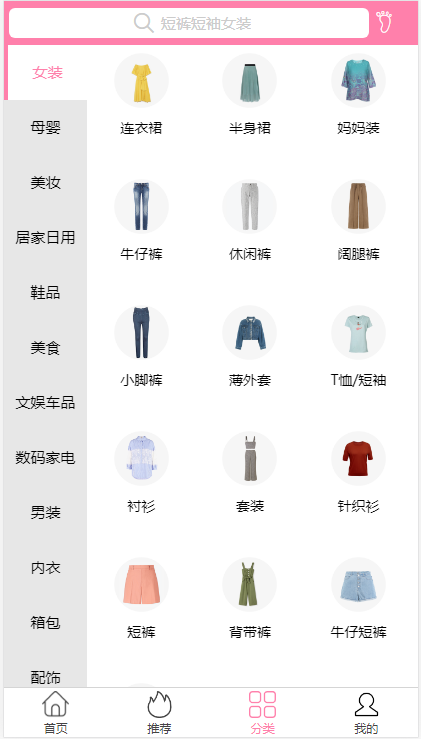 短裤短袖女装
女装
母婴
美妆
居家日用
鞋品
美食
文娱车品
数码家电
男装
内衣
箱包
配饰
连衣裙
半身裙
妈妈装
牛仔裤
休闲裤
阔腿裤
小脚裤
薄外套
T恤/短袖
衬衫
套装
针织衫
短裤
背带裤
牛仔短裤
首页
推荐
分类
我的